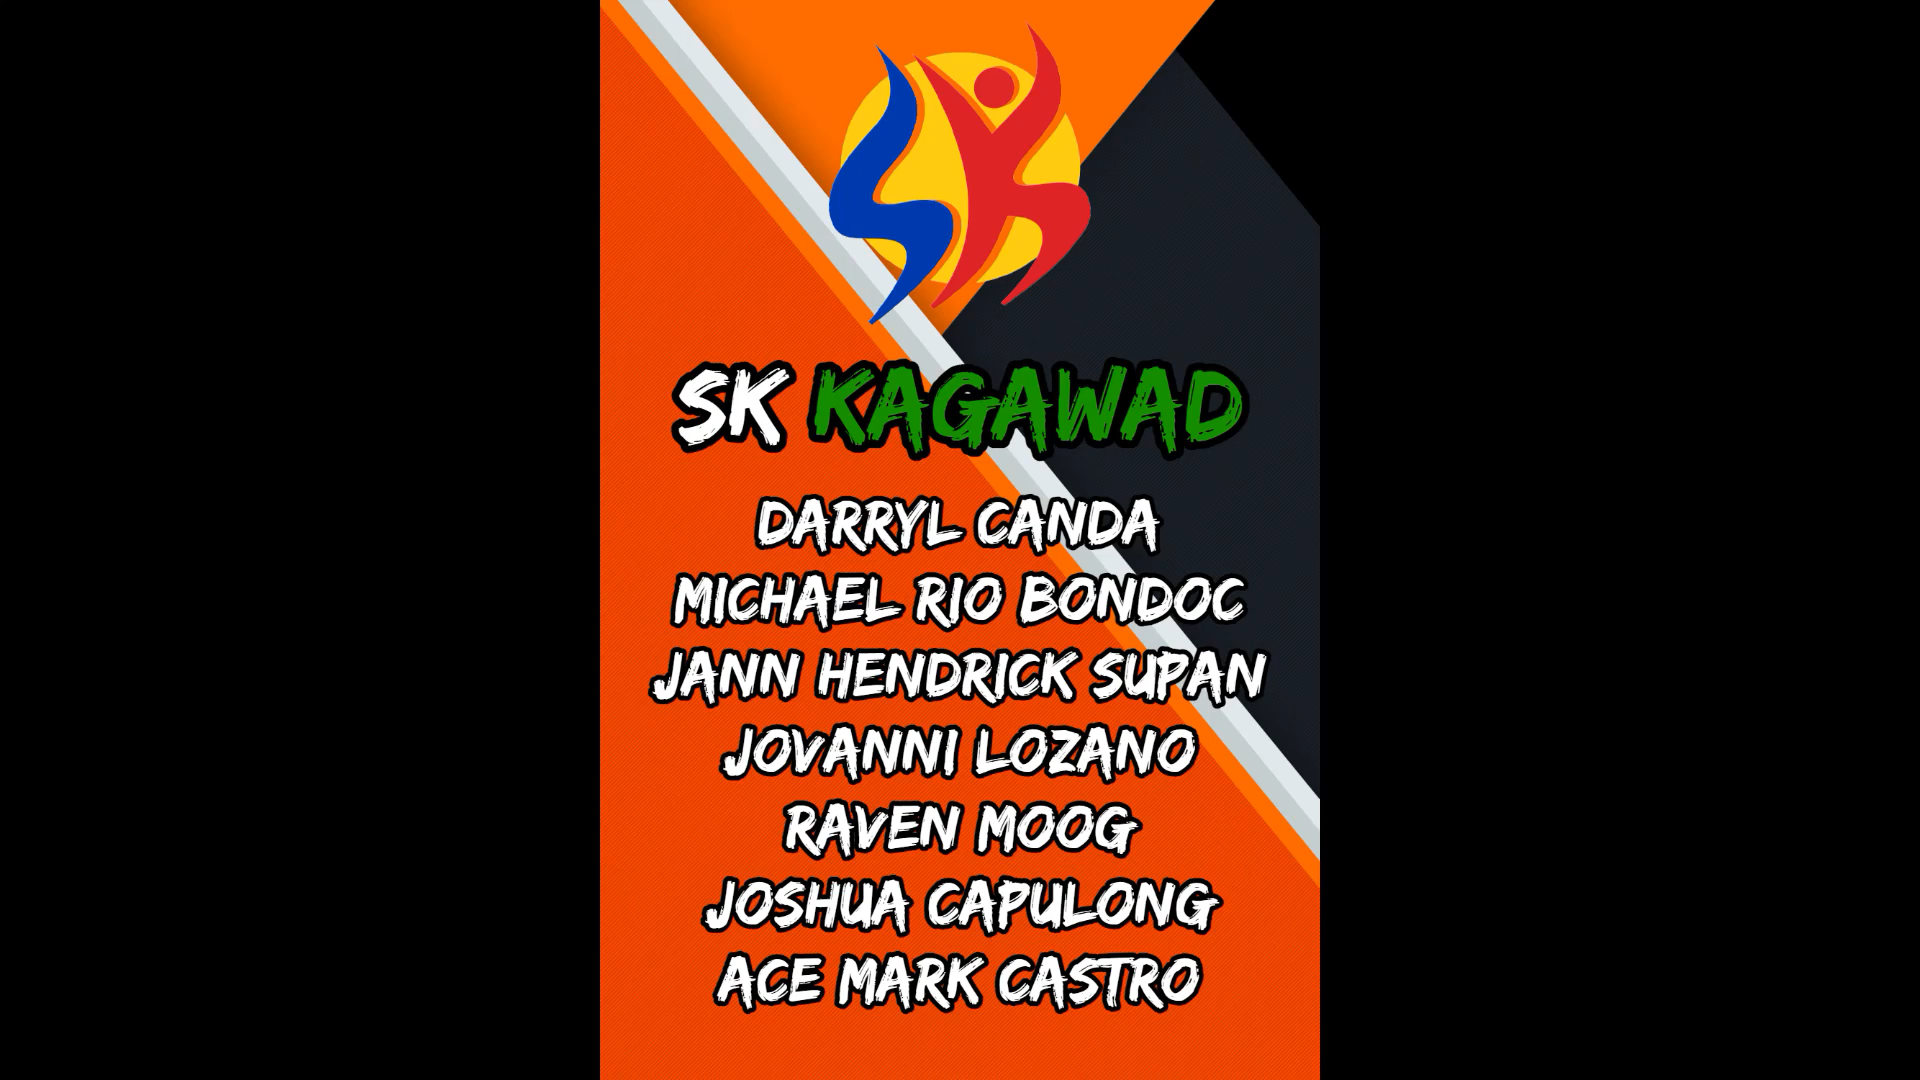 SK KAGAWAD
DARRYL CANDA
MICHAEL RIO BONDOC
JANN HENDRICK SUPAN
JOVANNI LOZANO
RAVEN MOOG
JOSHUA CAPULONG
ACE MARK CASTRO